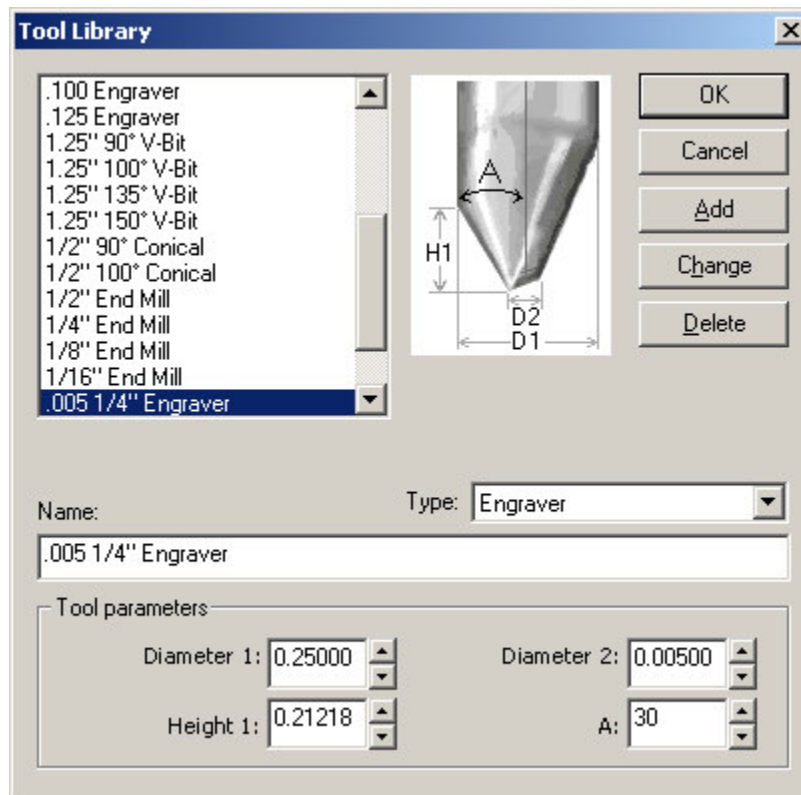 Tool Library
.100 Engraver
.125 Engraver
1.25" 90° V-Bit
1.25" 100° V-Bit
1.25" 135° V-Bit
1.25" 150° V-Bit
1/2" 90° Conical
1/2" 100° Conical
1/2" End Mill
1/4" End Mill
1/8" End Mill
1/16" End Mill
.005 1/4" Engraver
A
H1
D2
D1
OK
Cancel
Add
Change
Delete
Type: Engraver
Name:
.005 1/4" Engraver
Tool parameters
Diameter 1: 0.25000 Diameter 2: 0.00500
Height 1: 0.21218 A: 30